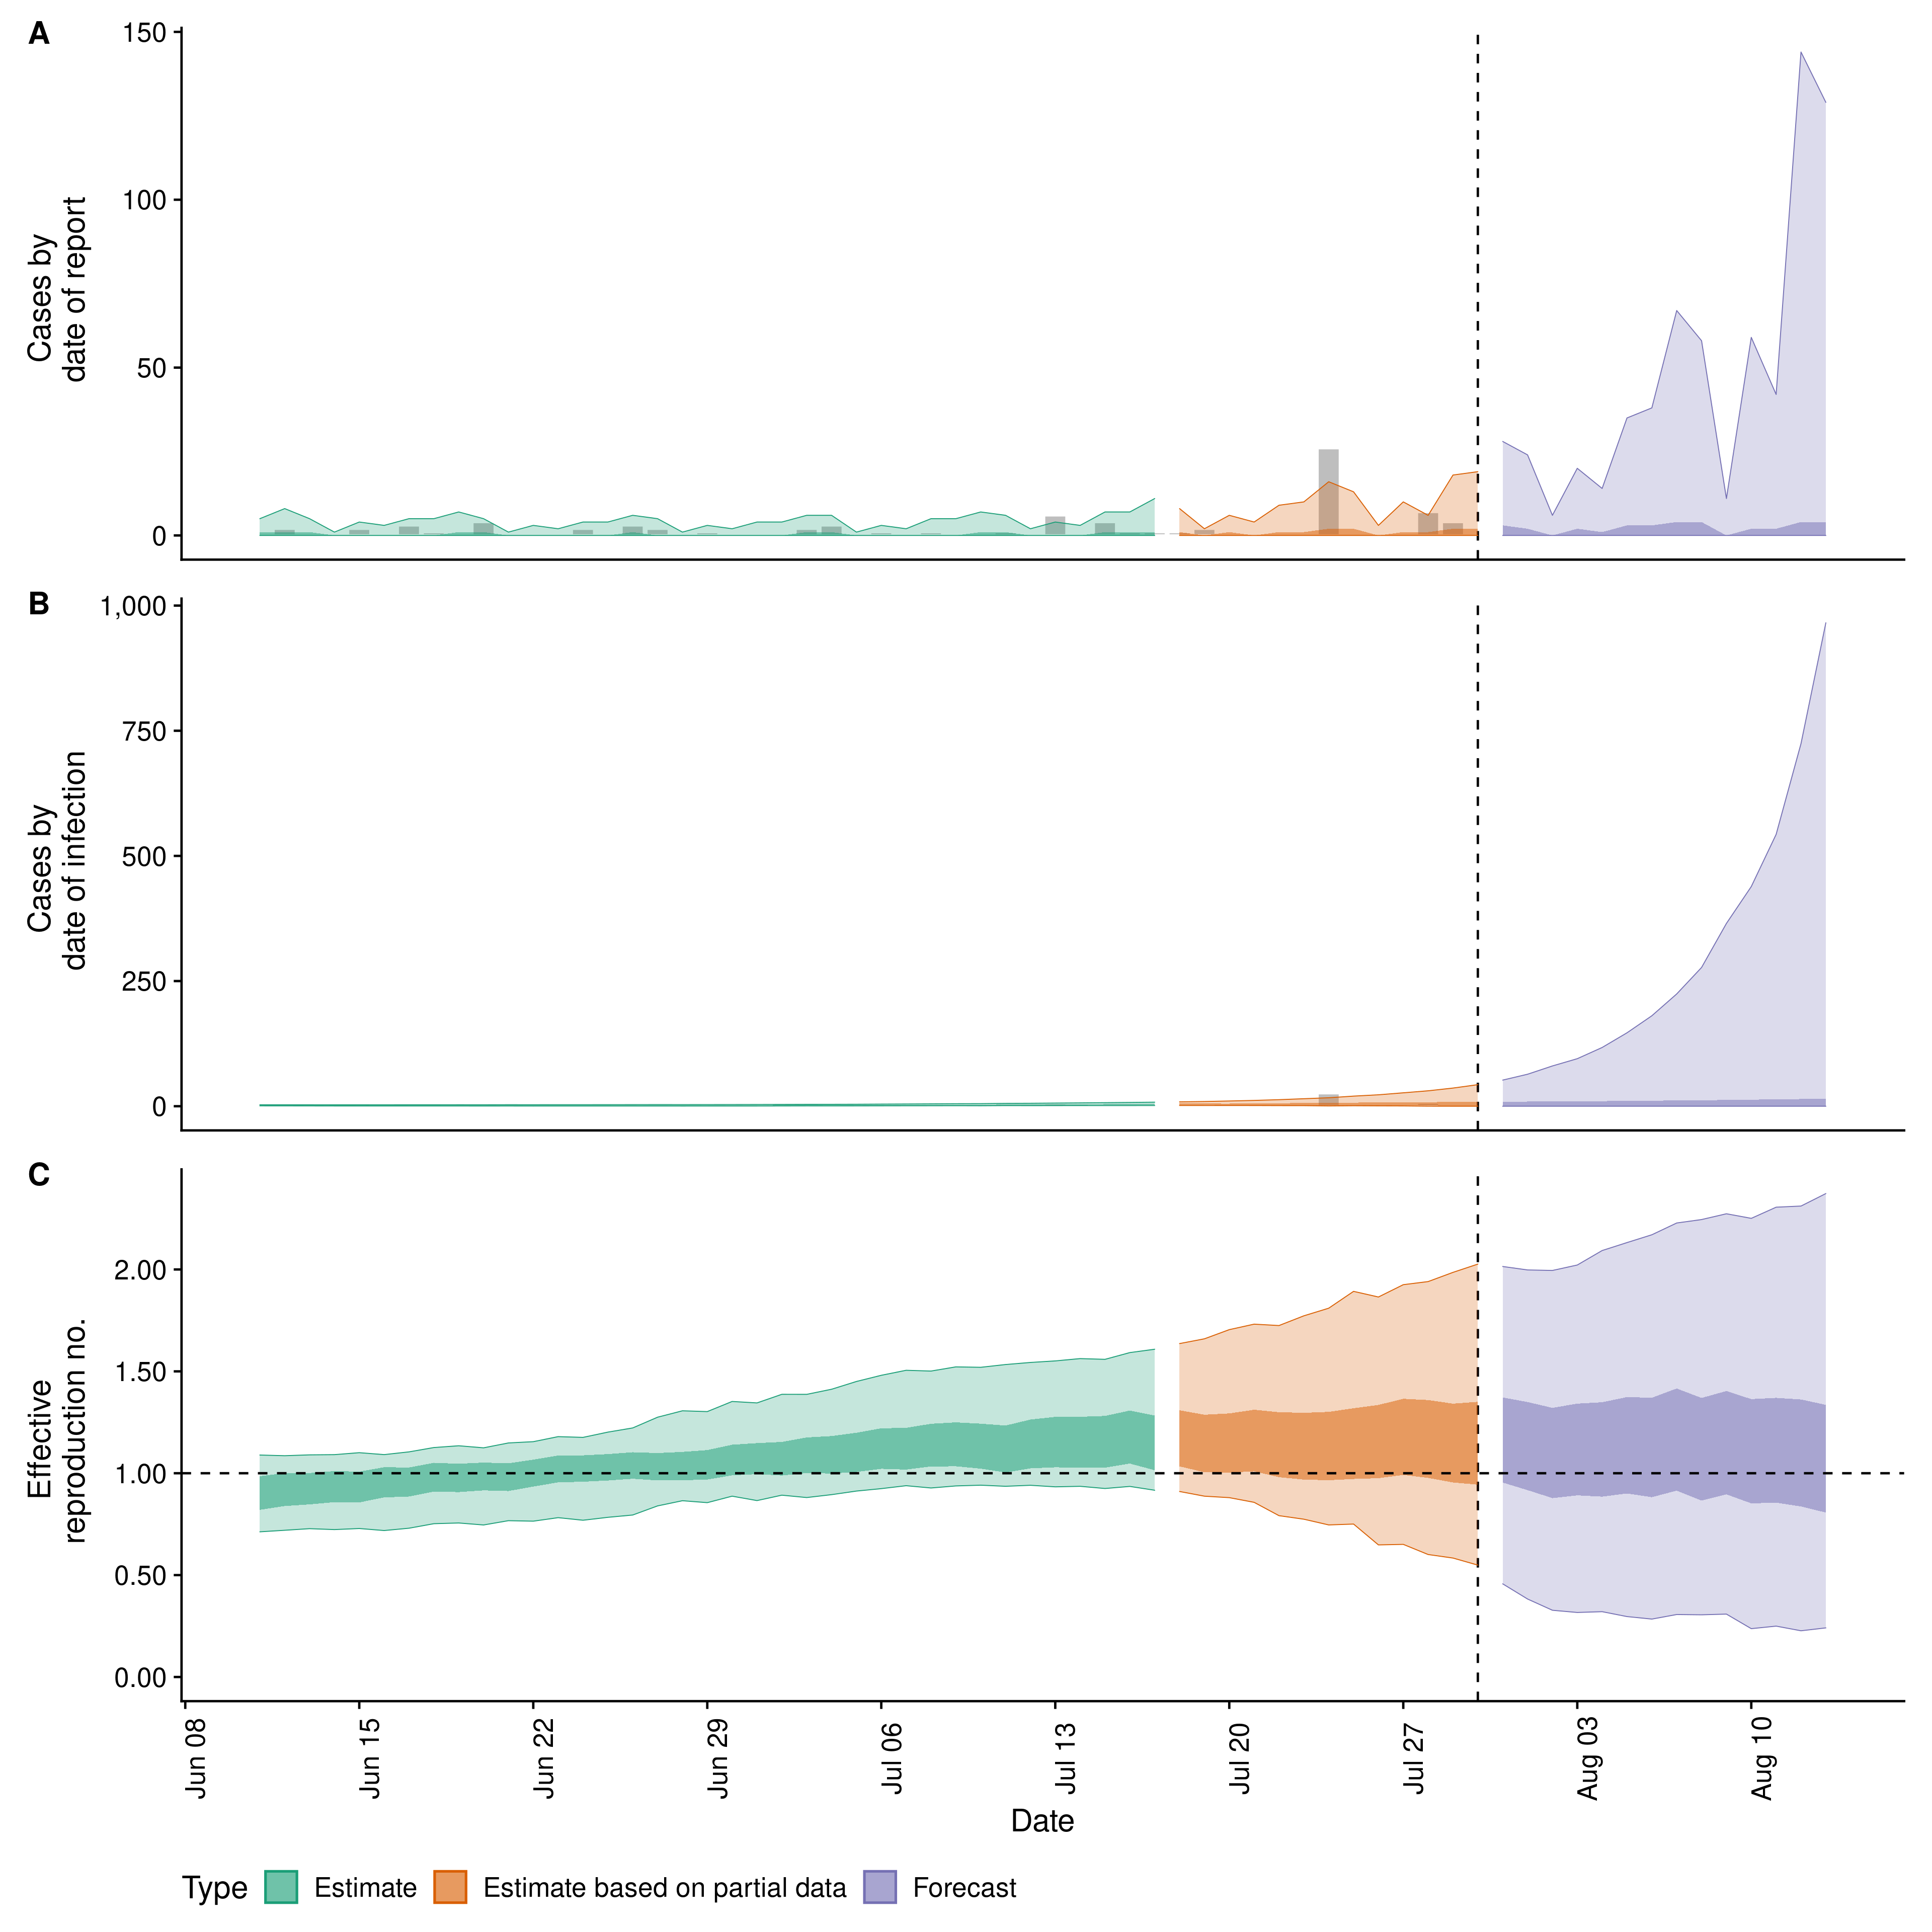 A
150
100
50
0
Cases by
date of report
B
1,000
750
500
250
0
Cases by
date of infection
C
2.00
1.50
1.00
0.50
0.00
Effective
reproduction no.
Jun 08
Jun 15
Jun 22
Jun 29
Jul 06
Jul 13
Jul 20
Jul 27
Aug 03
Aug 10
Date
Type Estimate Estimate based on partial data Forecast